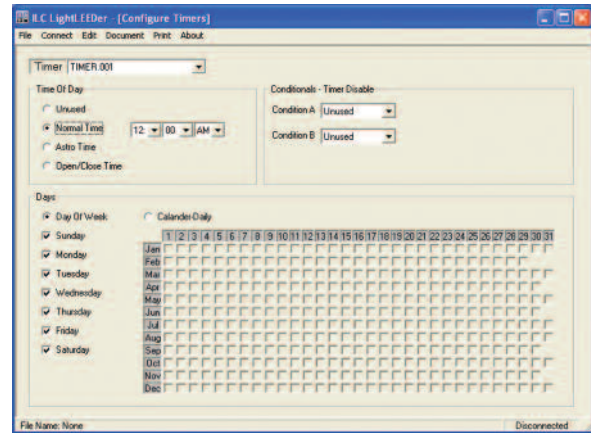 ILC LightLEEDer - [Configure Timers]
File Connect Edit Document Print About
Timer TIMER.001
Time Of Day
Unused
Normal Time 12: 00 AM
Astro Time
Open/Close Time
Conditionals - Timer Disable
Condition A Unused
Condition B Unused
Days
Day Of Week Calander-Daily
Sunday
Monday
Tuesday
Wednesday
Thursday
Friday
Saturday
1 2 3 4 5 6 7 8 9 10 11 12 13 14 15 16 17 18 19 20 21 22 23 24 25 26 27 28 29 30 31
Jan
Feb
Mar
Apr
May
Jun
Jul
Aug
Sep
Oct
Nov
Dec
File Name: None Disconnected